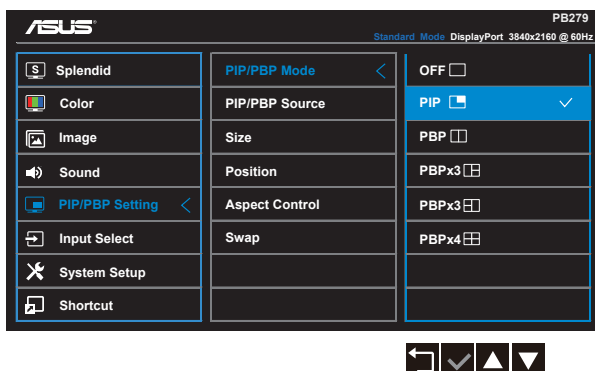 ASUS
PB279
Standard Mode DisplayPort 3840x2160 @ 60Hz
S Splendid
Color
Image
Sound
PIP/PBP Setting
Input Select
System Setup
Shortcut
PIP/PBP Mode
PIP/PBP Source
Size
Position
Aspect Control
Swap
OFF
PIP
PBP
PBPx3
PBPx3
PBPx4